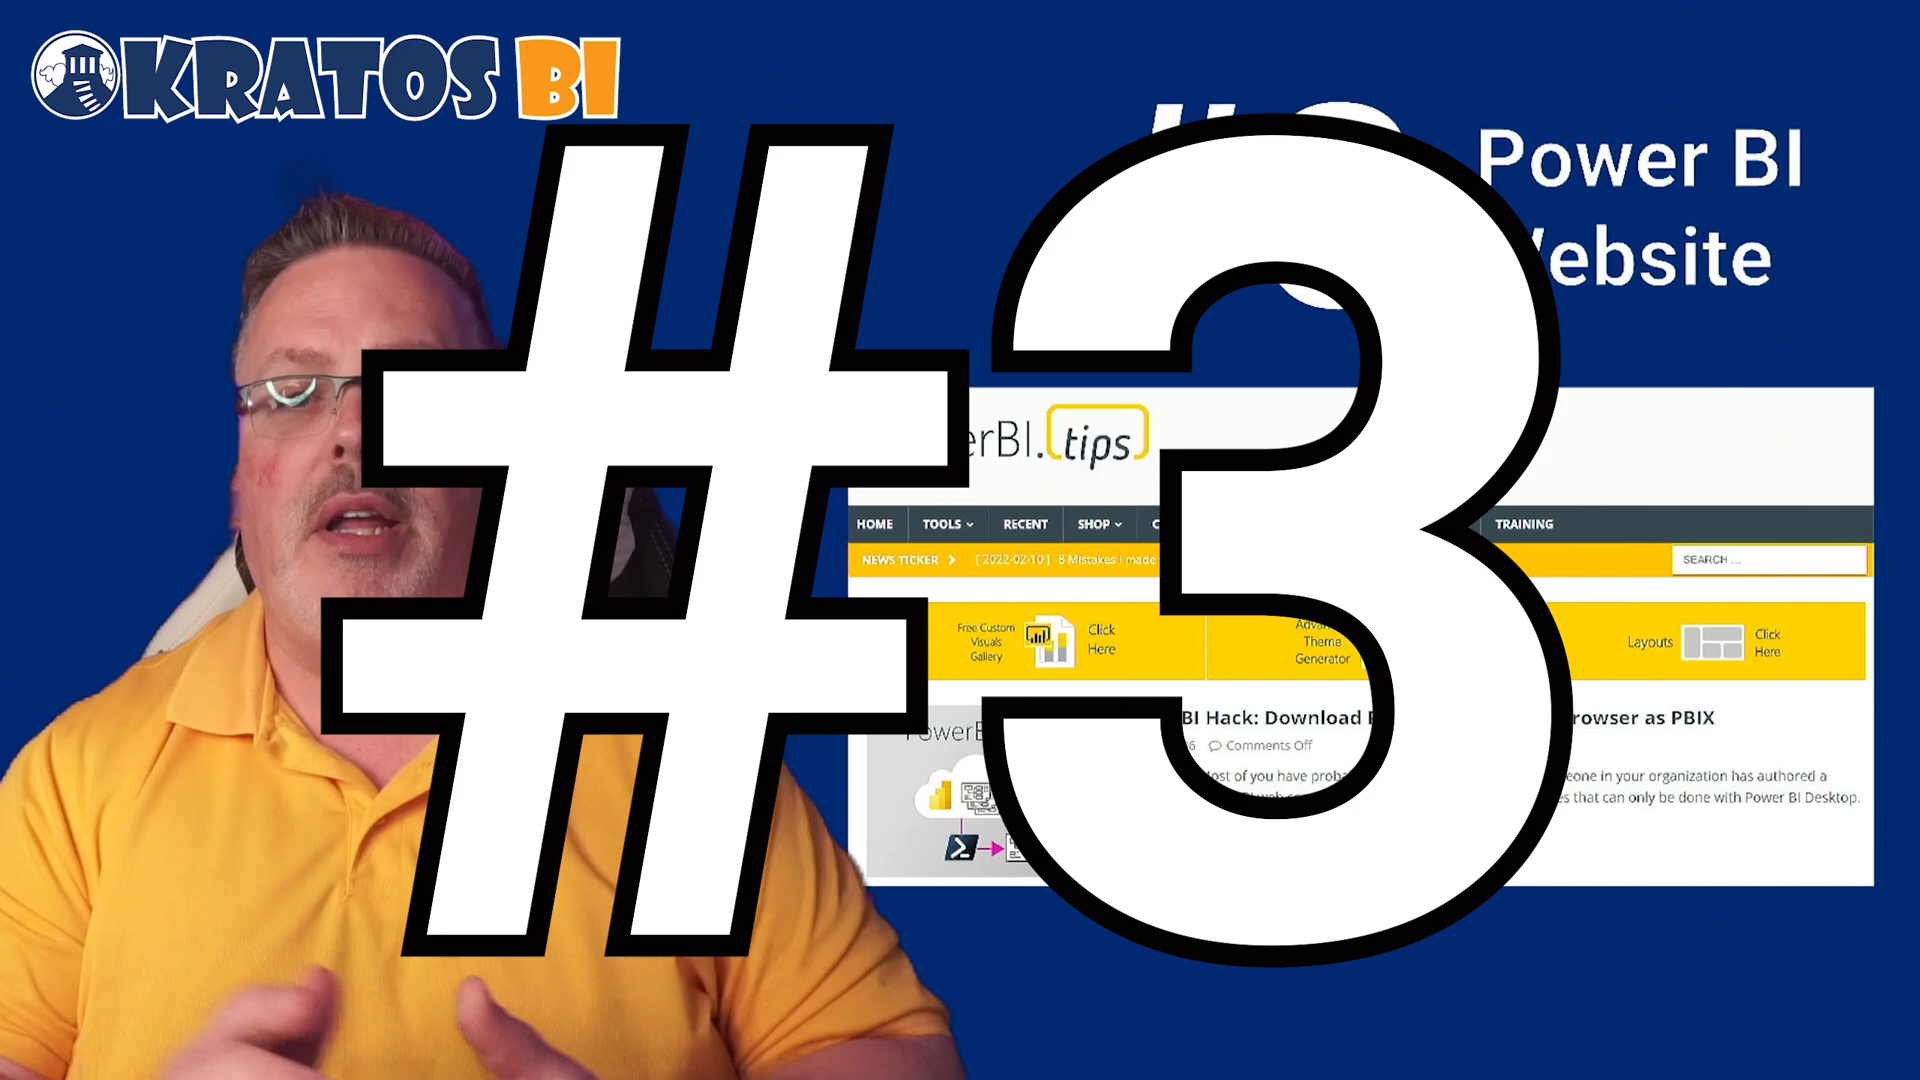 KRATOS BI
#3
Power BI
ebsite
erBI.tips
HOME TOOLS RECENT SHOP C TRAINING
NEWS TICKER [ 2022-02-10 ] 8 Mistakes I made SEARCH ...
Free Custom
Visuals
Gallery
Click
Here
Theme
Generator
Layouts
Click
Here
BI Hack: Download rowser as PBIX
6 Comments Off
ost of you have eone in your organization has authored a
s that can only be done with Power BI Desktop.